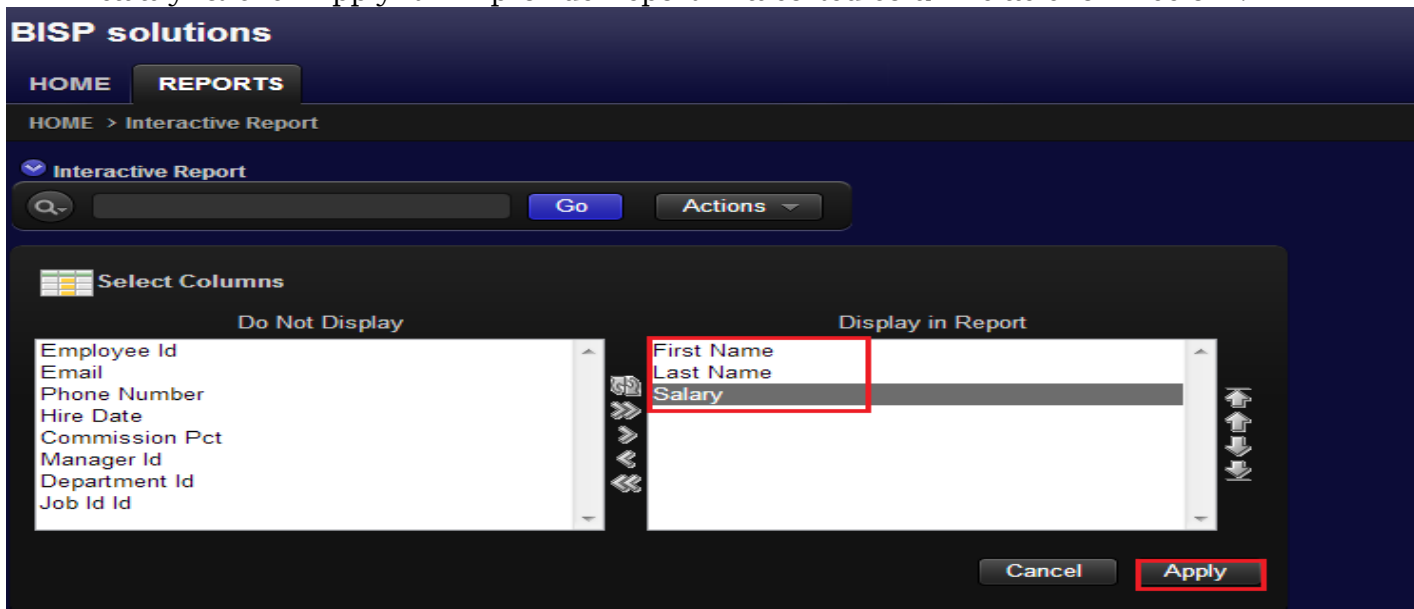 BISP solutions
HOME REPORTS
HOME > Interactive Report
Interactive Report
Go Actions
Select Columns
Do Not Display
Display in Report
Employee Id
Email
Phone Number
Hire Date
Commission Pct
Manager Id
Department Id
Job Id Id
First Name
Last Name
Salary
Cancel Apply